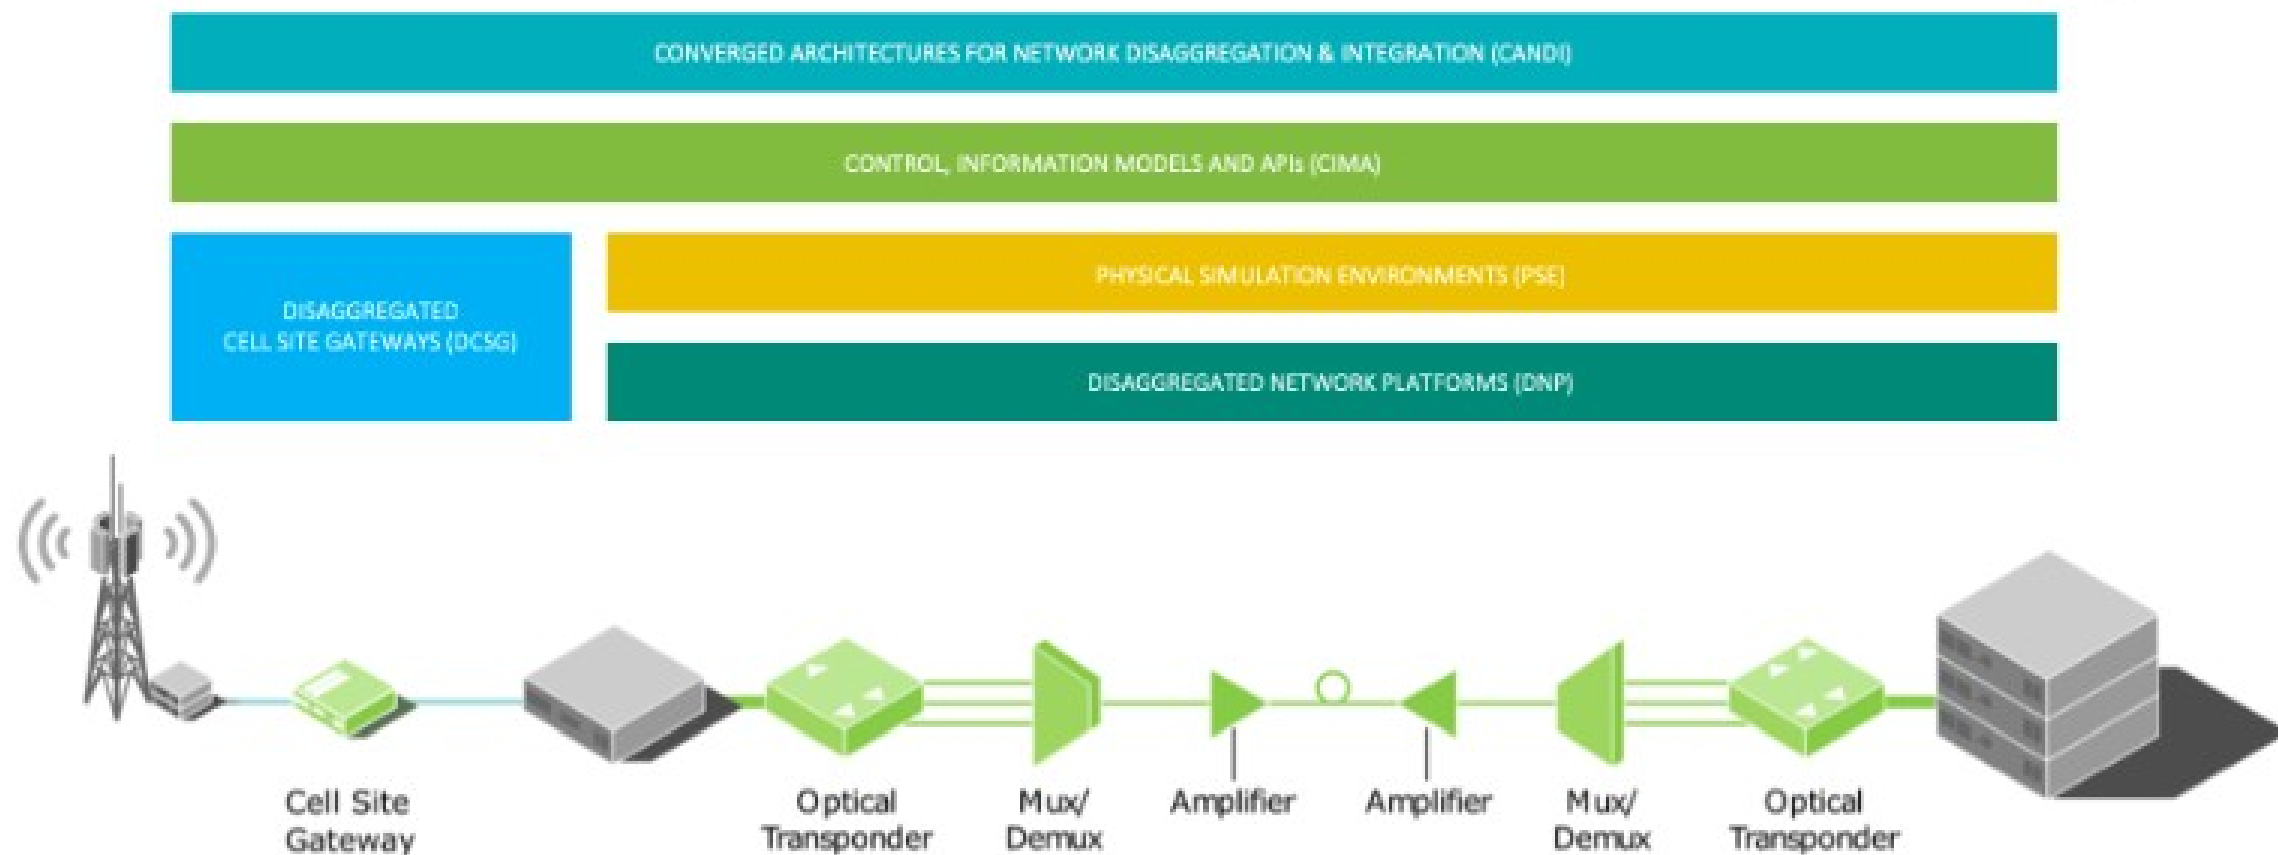 CONVERGED ARCHITECTURES FOR NETWORK DISAGGREGATION & INTEGRATION (CANDI)
CONTROL, INFORMATION MODELS AND APIs (CIMA)
PHYSICAL SIMULATION ENVIRONMENTS (PSE)
DISAGGREGATED
CELL SITE GATEWAYS (DCSG)
DISAGGREGATED NETWORK PLATFORMS (DNP)
Cell Site
Gateway
Optical
Transponder
Mux/
Demux
Amplifier
Amplifier
Mux/
Demux
Optical
Transponder